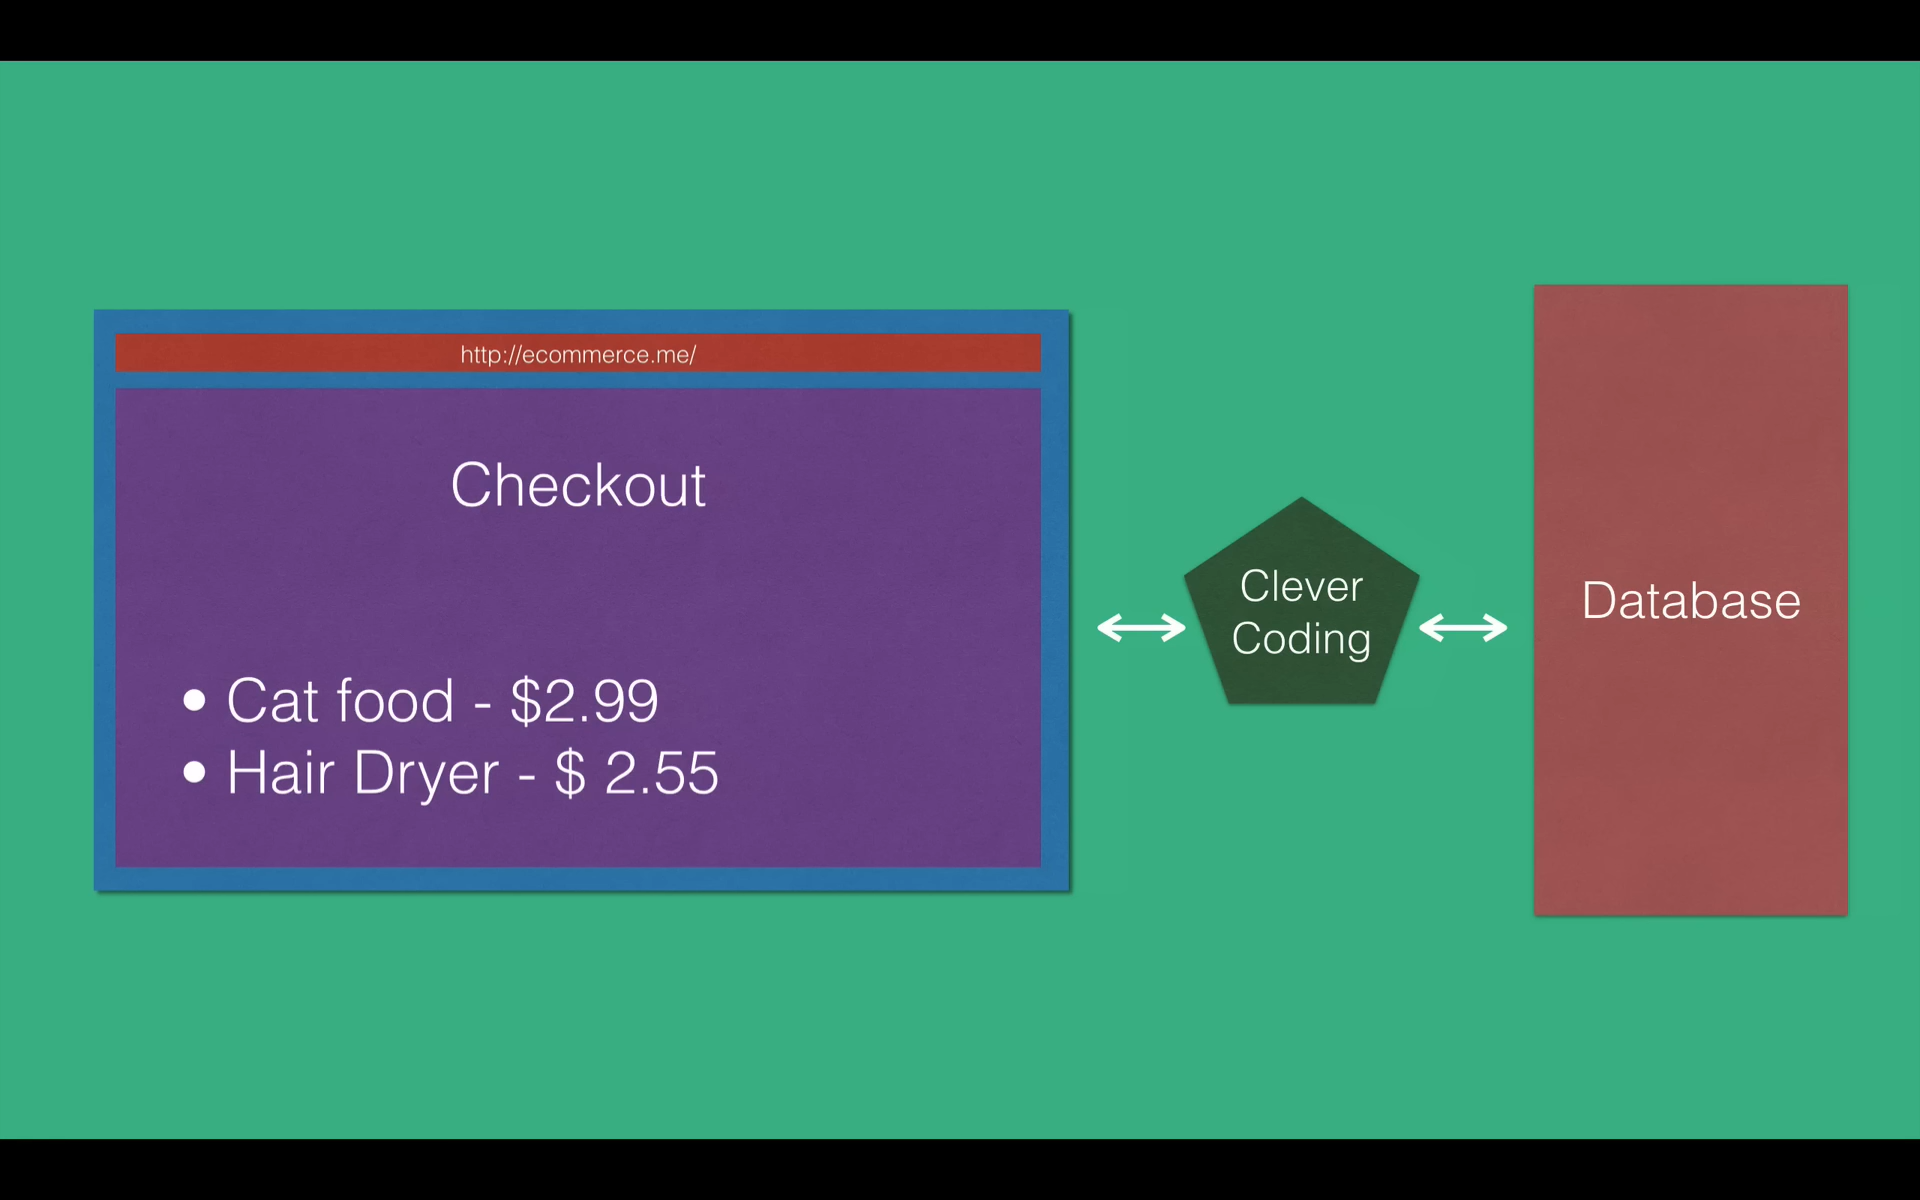 http://ecommerce.me/
Checkout
• Cat food - $2.99
• Hair Dryer - $ 2.55
Clever
Coding
Database